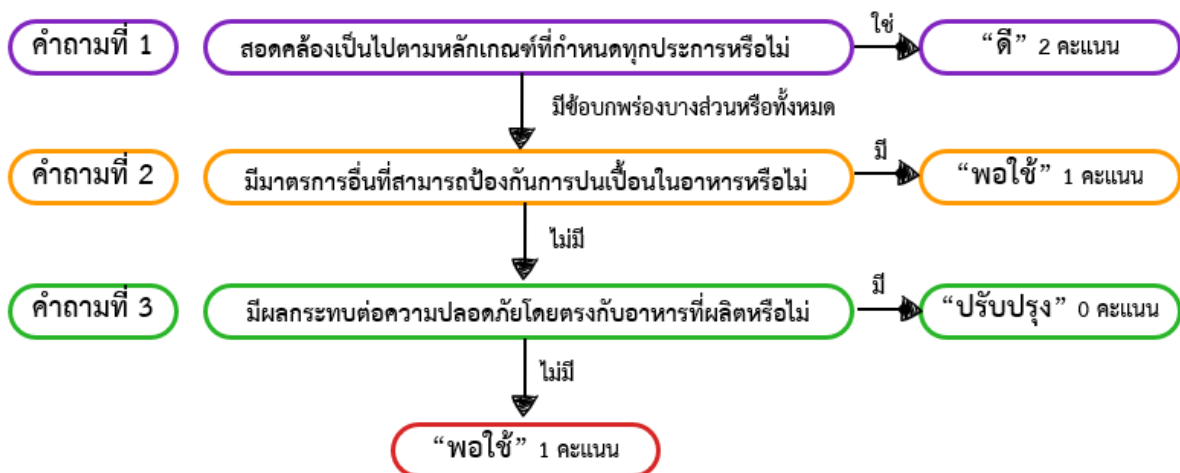 คำถามที่ 1
สอดคล้องเป็นไปตามหลักเกณฑ์ที่กำหนดทุกประการหรือไม่
ใช่
“ดี” 2 คะแนน
มีข้อบกพร่องบางส่วนหรือทั้งหมด
คำถามที่ 2
มีมาตรการอื่นที่สามารถป้องกันการปนเปื้อนในอาหารหรือไม่
มี
“พอใช้” 1 คะแนน
ไม่มี
คำถามที่ 3
มีผลกระทบต่อความปลอดภัยโดยตรงกับอาหารที่ผลิตหรือไม่
มี
“ปรับปรุง” 0 คะแนน
ไม่มี
“พอใช้” 1 คะแนน